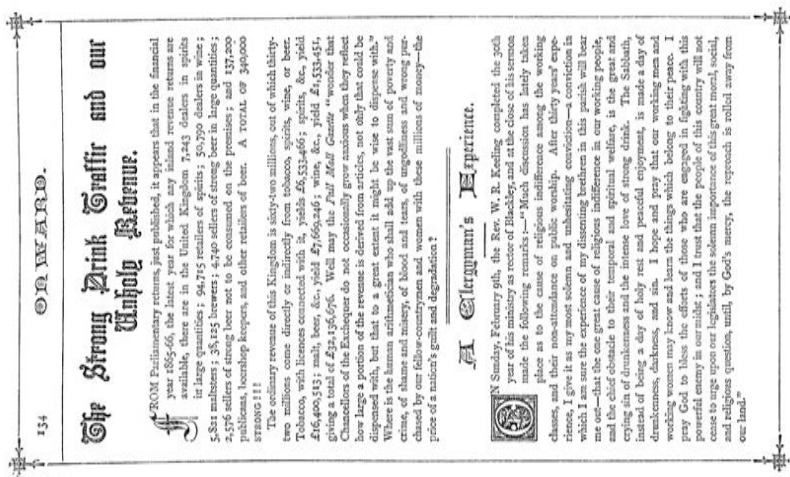 134
ONWARD.
The Strong Drink Traffic and our
Unholy Revenue.
FROM Parliamentary returns, just published, it appears that in the financial
year 1865-66, the latest year for which any inland revenue returns are
available, there are in the United Kingdom 7,243 dealers in spirits
in large quantities; 94,715 retailers of spirits; 50,790 dealers in wine;
5,822 maltsters; 36,125 brewers; 4,740 sellers of strong beer in large quantities;
2,576 sellers of strong beer not to be consumed on the premises; and 137,200
publicans, beershop keepers, and other retailers of beer. A TOTAL OF 340,000
STRONG!!!
The ordinary revenue of this Kingdom is sixty-two millions, out of which thirty-
two millions come directly or indirectly from tobacco, spirits, wine, or beer.
Tobacco, with licences connected with it, yields £6,533,466; spirits, &c., yield
£16,400,513; malt, beer, &c., yield £7,669,246; wine, &c., yield £1,533,451,
giving a total of £32,136,676. Well may the Pall Mall Gazette "wonder that
Chancellors of the Exchequer do not occasionally grow anxious when they reflect
how large a portion of the revenue is derived from articles, not only that could be
dispensed with, but that to a great extent it might be wise to dispense with."
Where is the human arithmetician who shall add up the vast sum of poverty and
crime, of shame and misery, of blood and tears, of ungodliness and wrong pur-
chased by our fellow-countrymen and women with these millions of money—the
price of a nation's guilt and degradation?
A Clergyman's Experience.
ON Sunday, February 9th, the Rev. W. R. Keeling completed the 30th
year of his ministry as rector of Blackley, and at the close of his sermon
made the following remarks:—"Much discussion has lately taken
place as to the cause of religious indifference among the working
classes, and their non-attendance on public worship. After thirty years' expe-
rience, I give it as my most solemn and unhesitating conviction—a conviction in
which I am sure the experience of my dissenting brethren in this parish will bear
me out—that the one great cause of religious indifference in our working people,
and the chief obstacle to their temporal and spiritual welfare, is the great and
crying sin of drunkenness and the intense love of strong drink. The Sabbath,
instead of being a day of holy rest and peaceful enjoyment, is made a day of
drunkenness, darkness, and sin. I hope and pray that our working men and
working women may know and learn the things which belong to their peace. I
pray God to bless the efforts of those who are engaged in fighting with this
powerful enemy in our midst; and I trust that the people of this country will not
cease to urge upon our legislators the solemn importance of this great moral, social,
and religious question, until, by God's mercy, the reproach is rolled away from
our land."